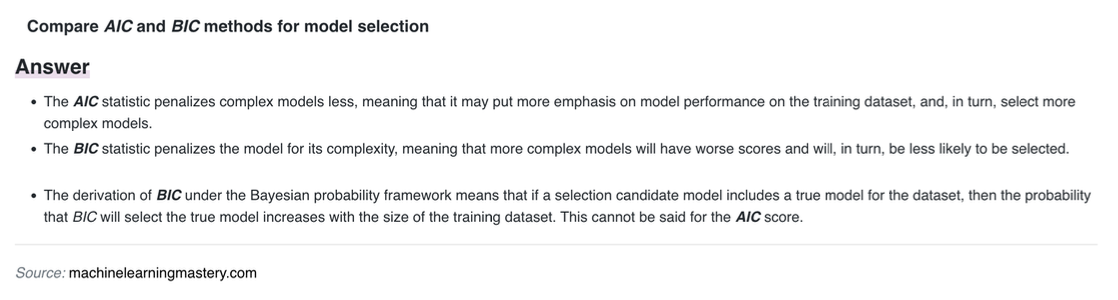 Compare AIC and BIC methods for model selection
Answer
• The AIC statistic penalizes complex models less, meaning that it may put more emphasis on model performance on the training dataset, and, in turn, select more
complex models.
• The BIC statistic penalizes the model for its complexity, meaning that more complex models will have worse scores and will, in turn, be less likely to be selected.
• The derivation of BIC under the Bayesian probability framework means that if a selection candidate model includes a true model for the dataset, then the probability
that BIC will select the true model increases with the size of the training dataset. This cannot be said for the AIC score.
Source: machinelearningmastery.com